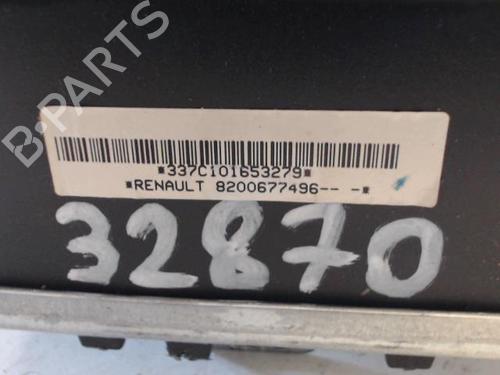 B-PARTS
*337C101653279*
*RENAULT 8200677496-- -*
32870